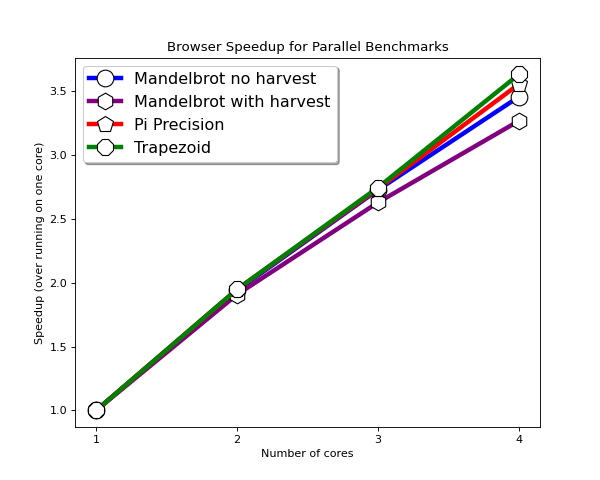 Browser Speedup for Parallel Benchmarks
Mandelbrot no harvest
Mandelbrot with harvest
Pi Precision
Trapezoid
Speedup (over running on one core)
3.5
3.0
2.5
2.0
1.5
1.0
1 2 3 4
Number of cores